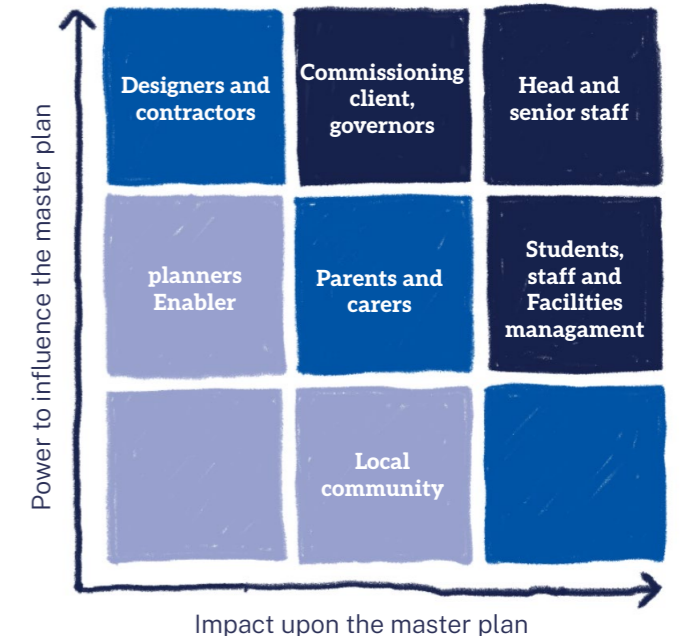 Power to influence the master plan
Designers and
contractors
Commissioning
client,
governors
Head and
senior staff
planners
Enabler
Parents and
carers
Students,
staff and
Facilities
managament
Local
community
Impact upon the master plan